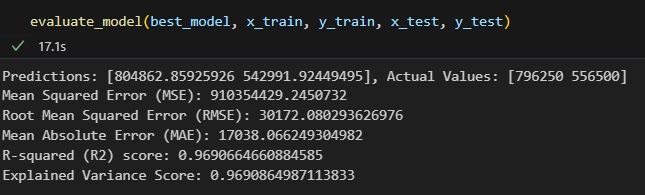 evaluate_model(best_model, x_train, y_train, x_test, y_test)
✓ 17.1s
Predictions: [804862.85925926 542991.92449495], Actual Values: [796250 556500]
Mean Squared Error (MSE): 910354429.2450732
Root Mean Squared Error (RMSE): 30172.080293626976
Mean Absolute Error (MAE): 17038.066249304982
R-squared (R2) score: 0.9690664660884585
Explained Variance Score: 0.9690864987113833